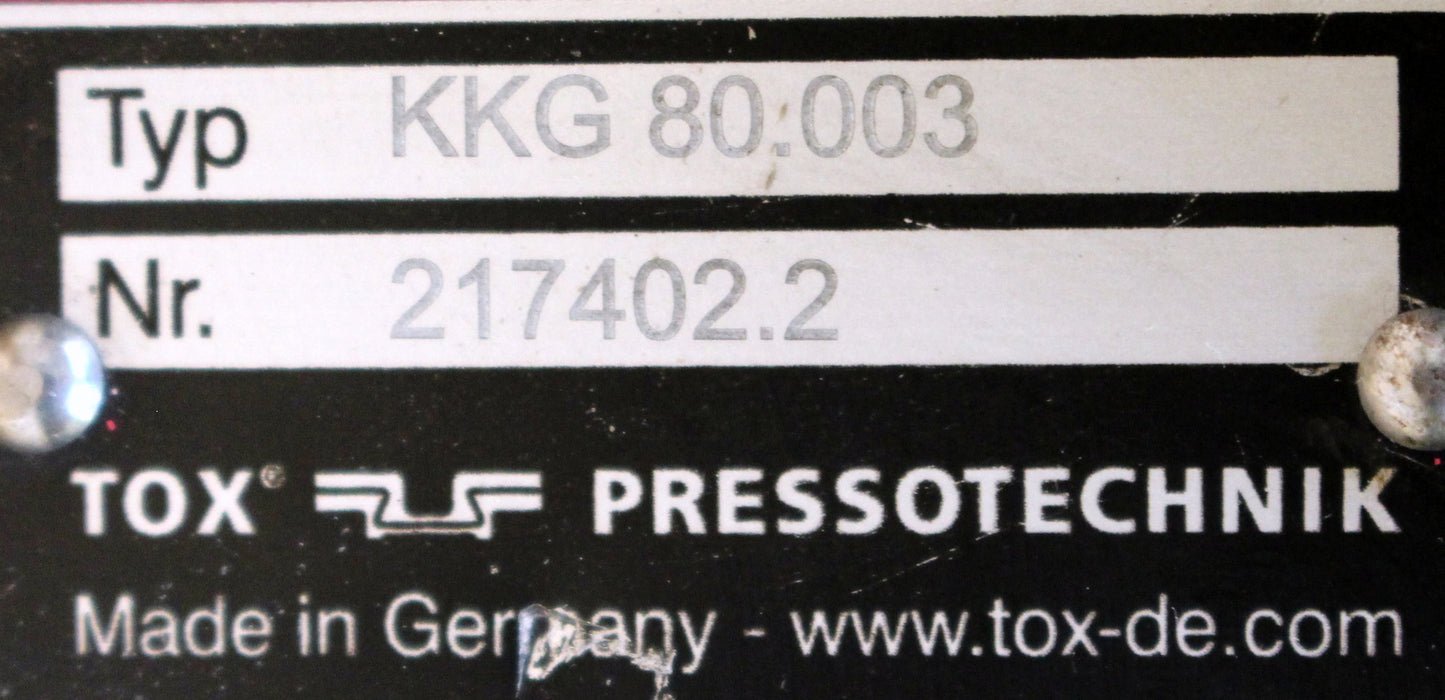 Typ KKG 80.003
Nr. 217402.2
TOX® PRESSOTECHNIK
Made in Germany - www.tox-de.com